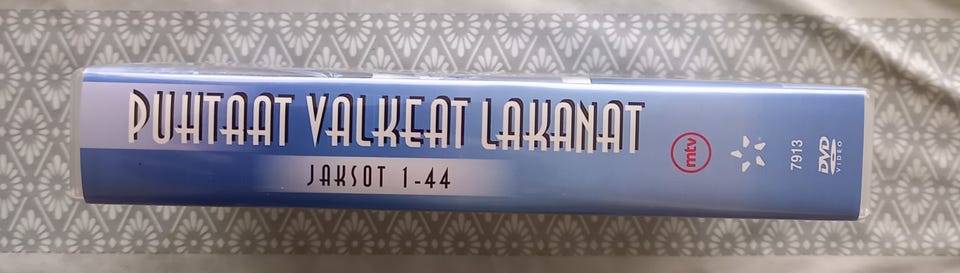 PUHTAAT VALKEAT LAKANAT
JAKSOT 1-44
mtv
7913
DVD
VIDEO